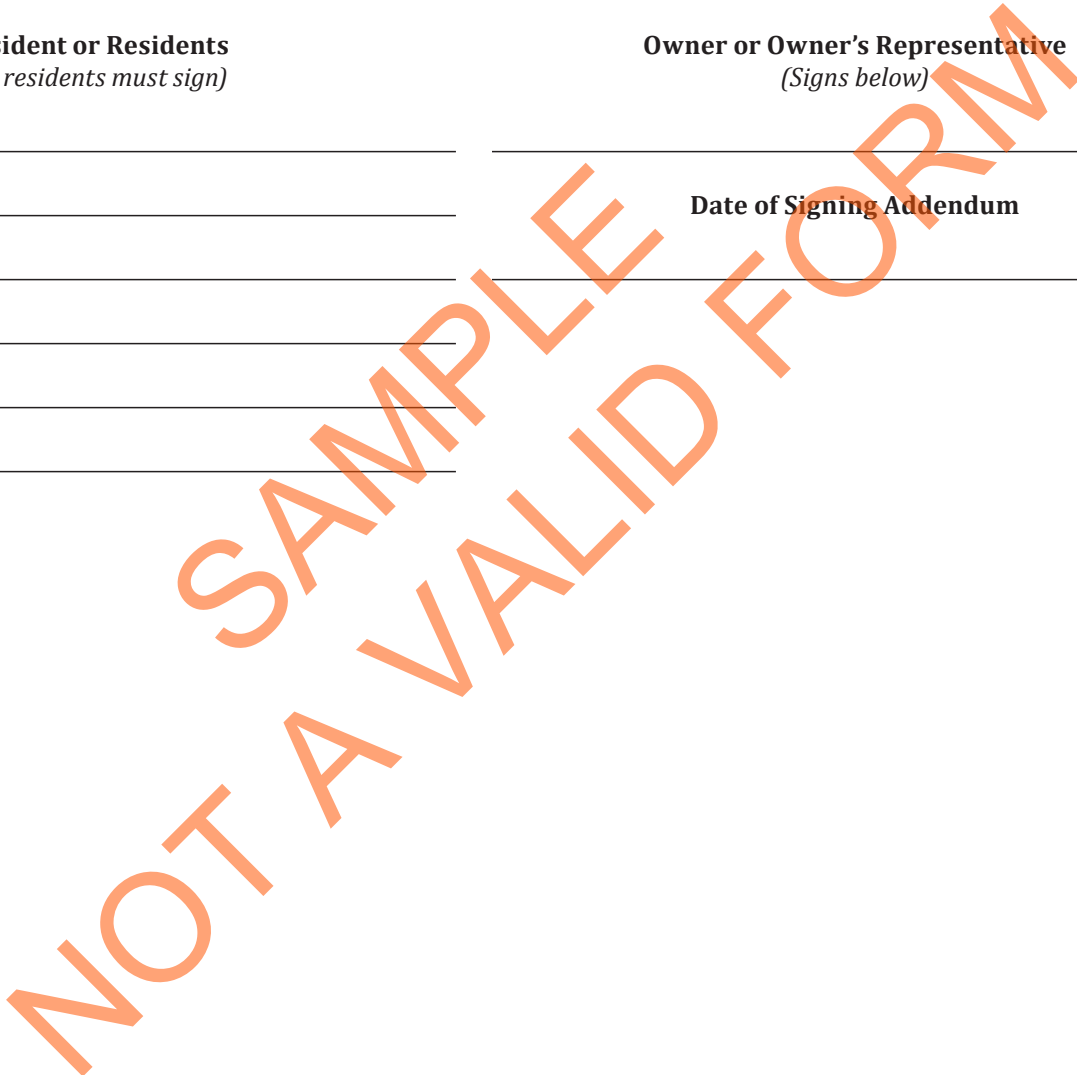 sident or Residents
residents must sign)
Owner or Owner's Representative
(Signs below)
Date of Signing Addendum
SAMPLE
NOT A VALID FORM